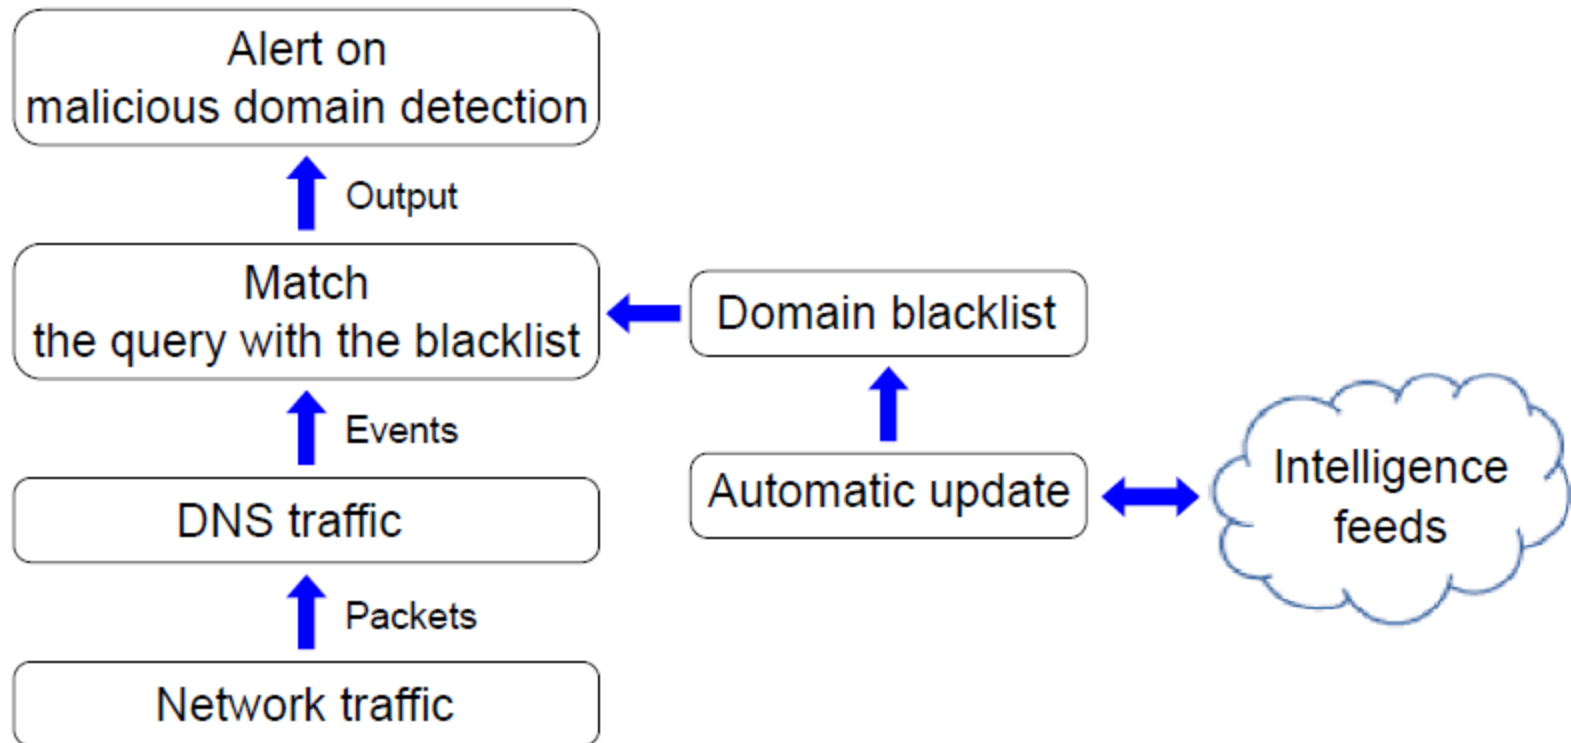 Alert on
malicious domain detection
Output
Match
the query with the blacklist
Domain blacklist
Events
Automatic update
Intelligence
feeds
DNS traffic
Packets
Network traffic